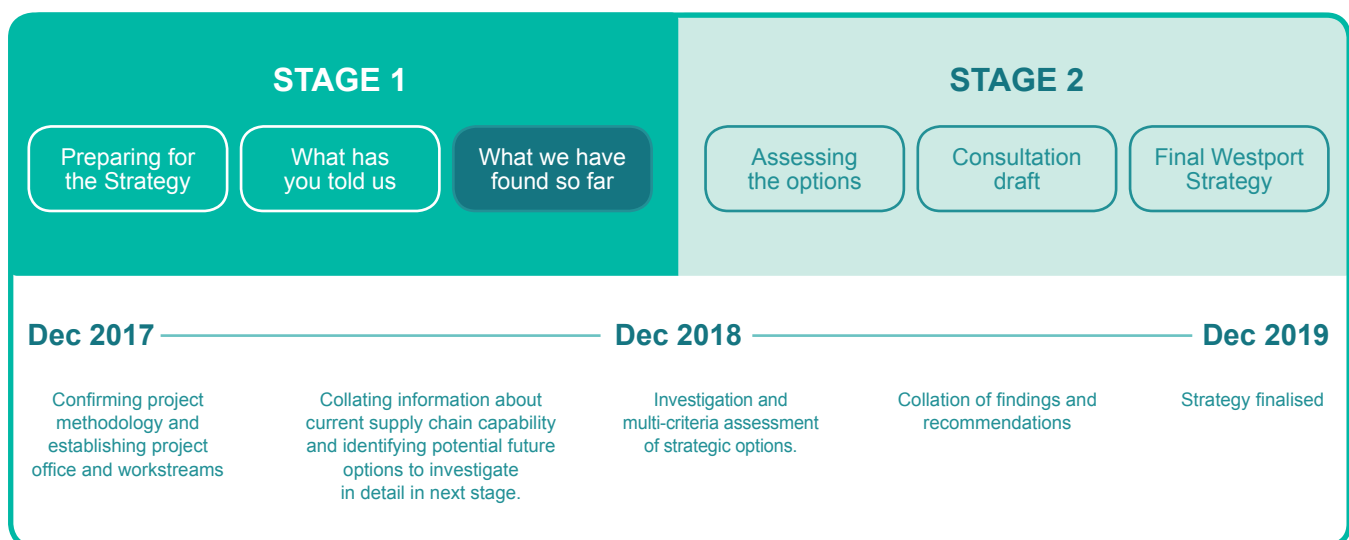 STAGE 1
Preparing for
the Strategy
What has
you told us
What we have
found so far
STAGE 2
Assessing
the options
Consultation
draft
Final Westport
Strategy
Dec 2017
Dec 2018
Dec 2019
Confirming project
methodology and
establishing project
office and workstreams
Collating information about
current supply chain capability
and identifying potential future
options to investigate
in detail in next stage.
Investigation and
multi-criteria assessment
of strategic options.
Collation of findings and
recommendations
Strategy finalised